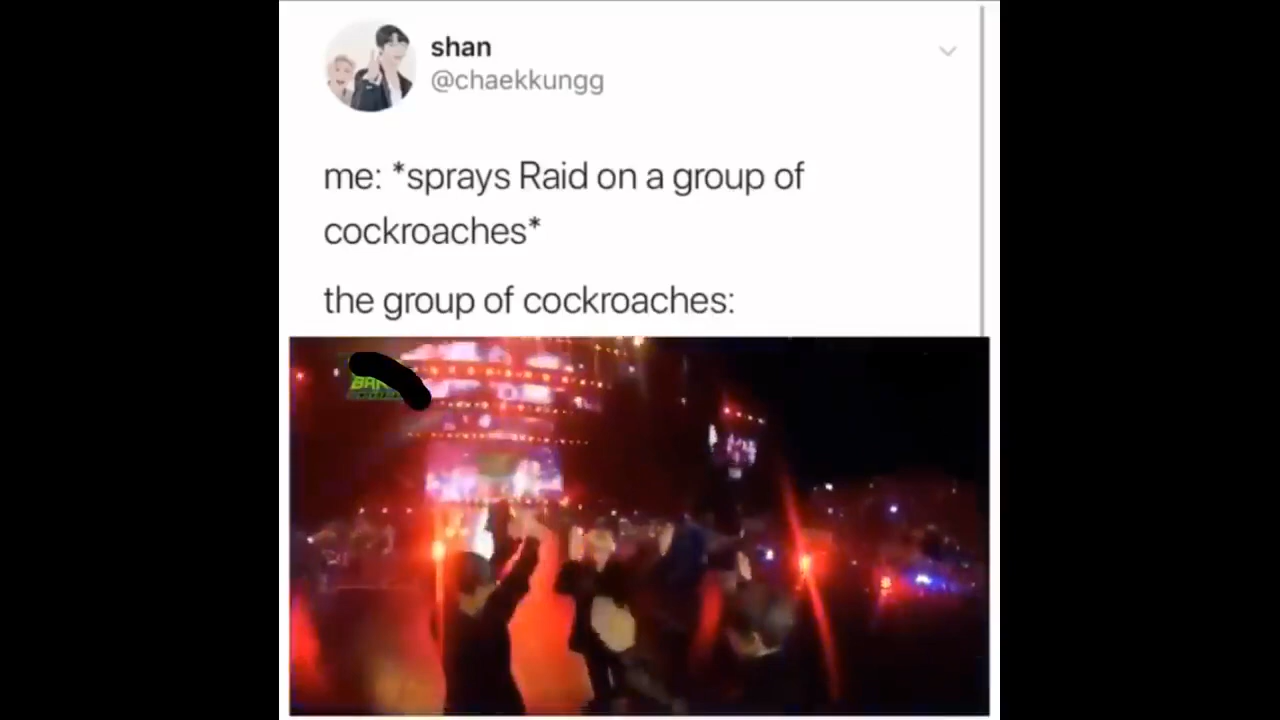 shan
@chaekkungg
me: *sprays Raid on a group of
cockroaches*
the group of cockroaches: